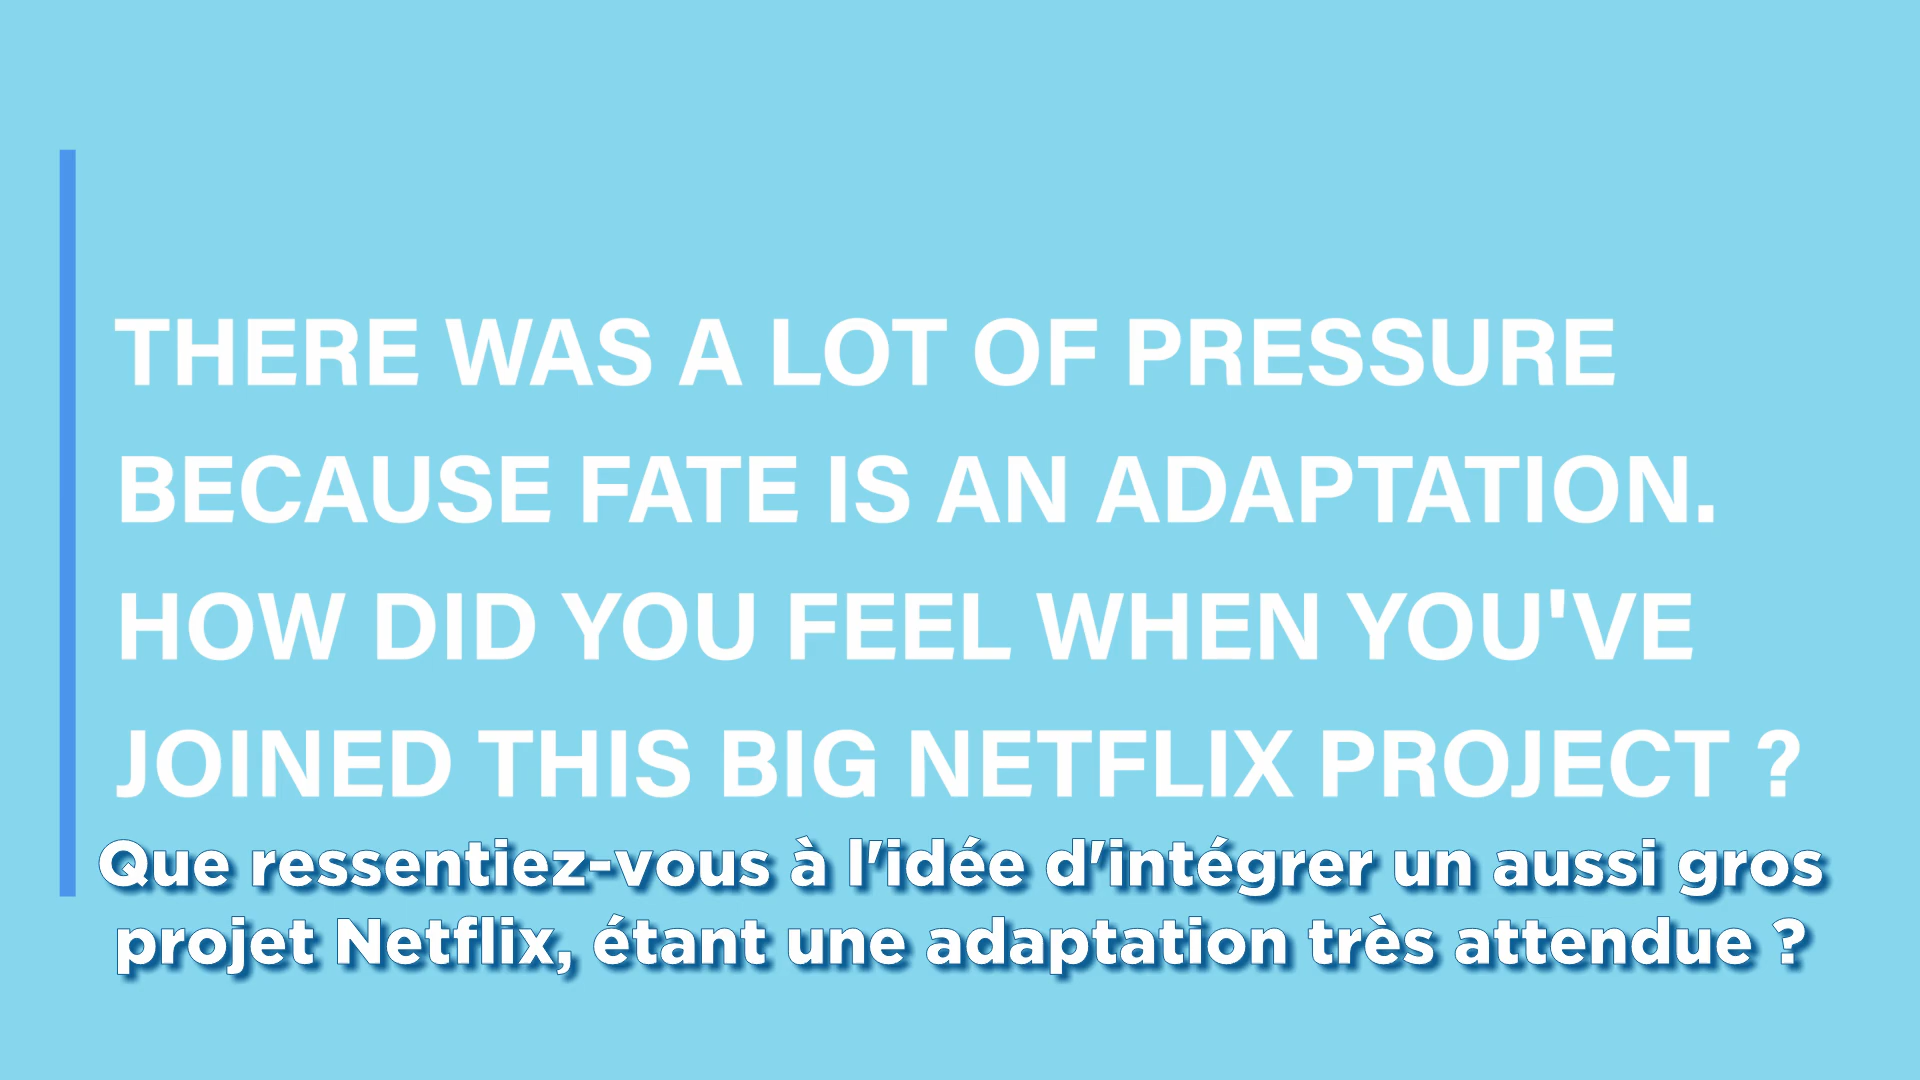 THERE WAS A LOT OF PRESSURE
BECAUSE FATE IS AN ADAPTATION.
HOW DID YOU FEEL WHEN YOU'VE
JOINED THIS BIG NETFLIX PROJECT ?
Que ressentiez-vous à l'idée d'intégrer un aussi gros
projet Netflix, étant une adaptation très attendue ?